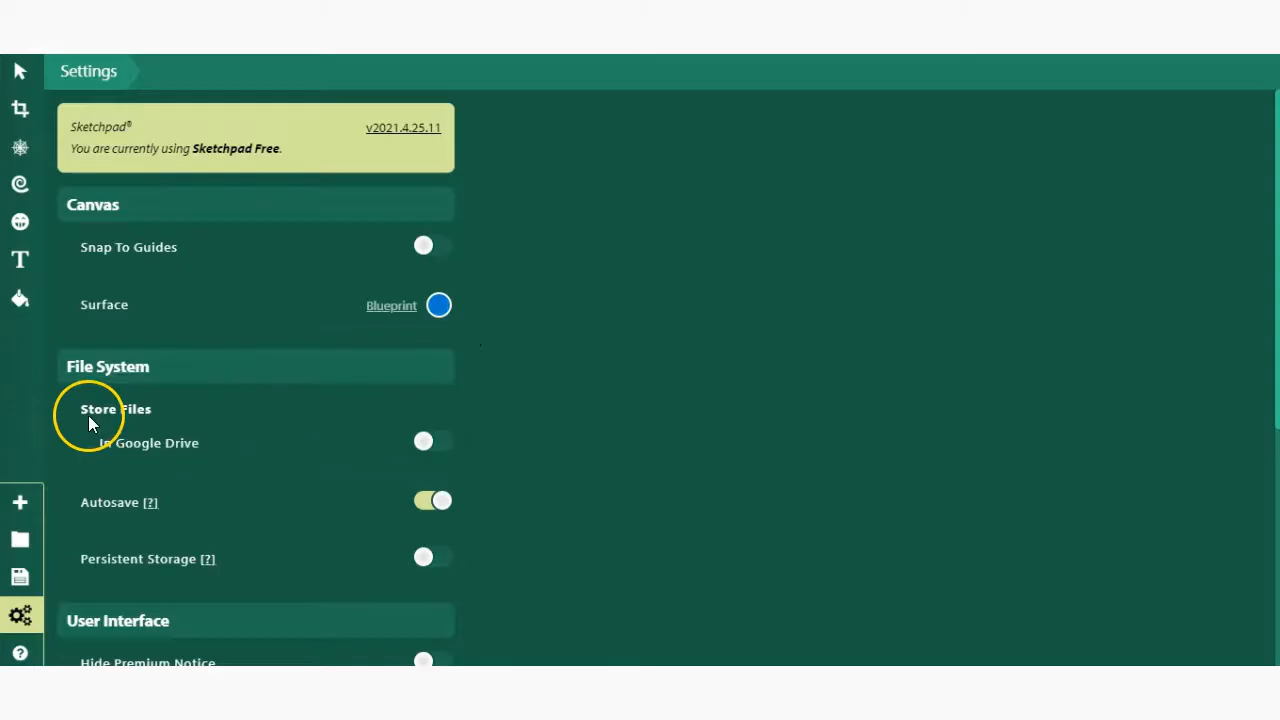 Settings
Sketchpad® v2021.4.25.11
You are currently using Sketchpad Free.
Canvas
Snap To Guides
Surface Blueprint
File System
Store Files
In Google Drive
Autosave [?]
Persistent Storage [?]
User Interface
Hide Premium Notice